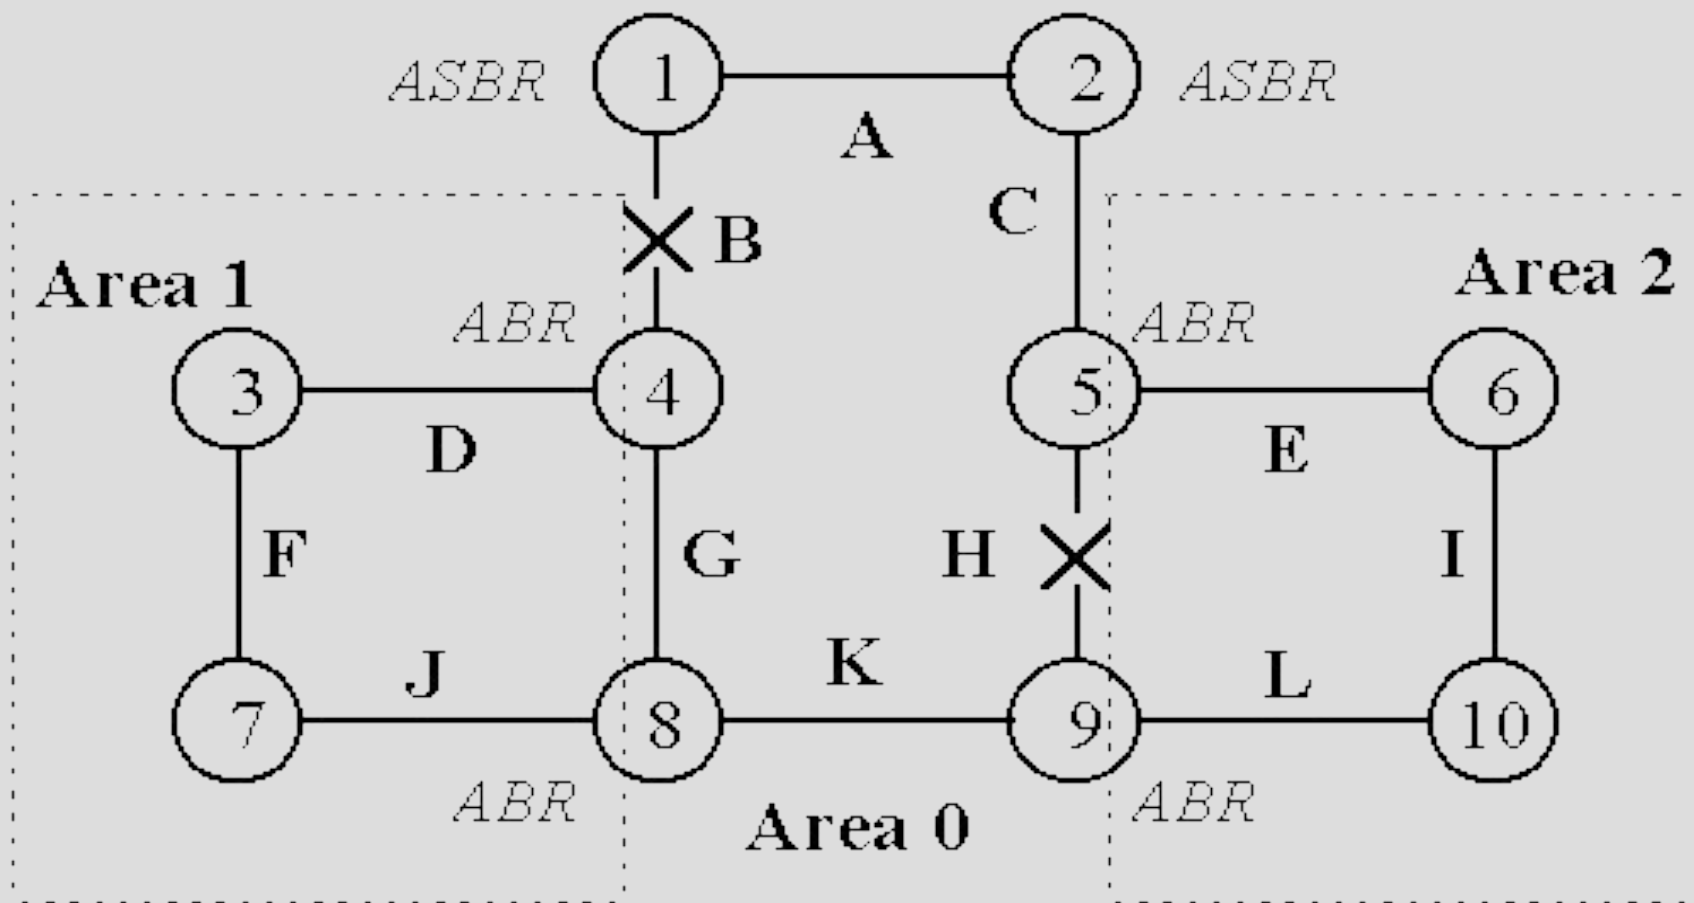 ASBR 1 2 ASBR
A
C
B
Area 1 Area 2
ABR ABR
3 4 5 6
D E
F G H I
J K L
7 8 9 10
ABR ABR
Area 0